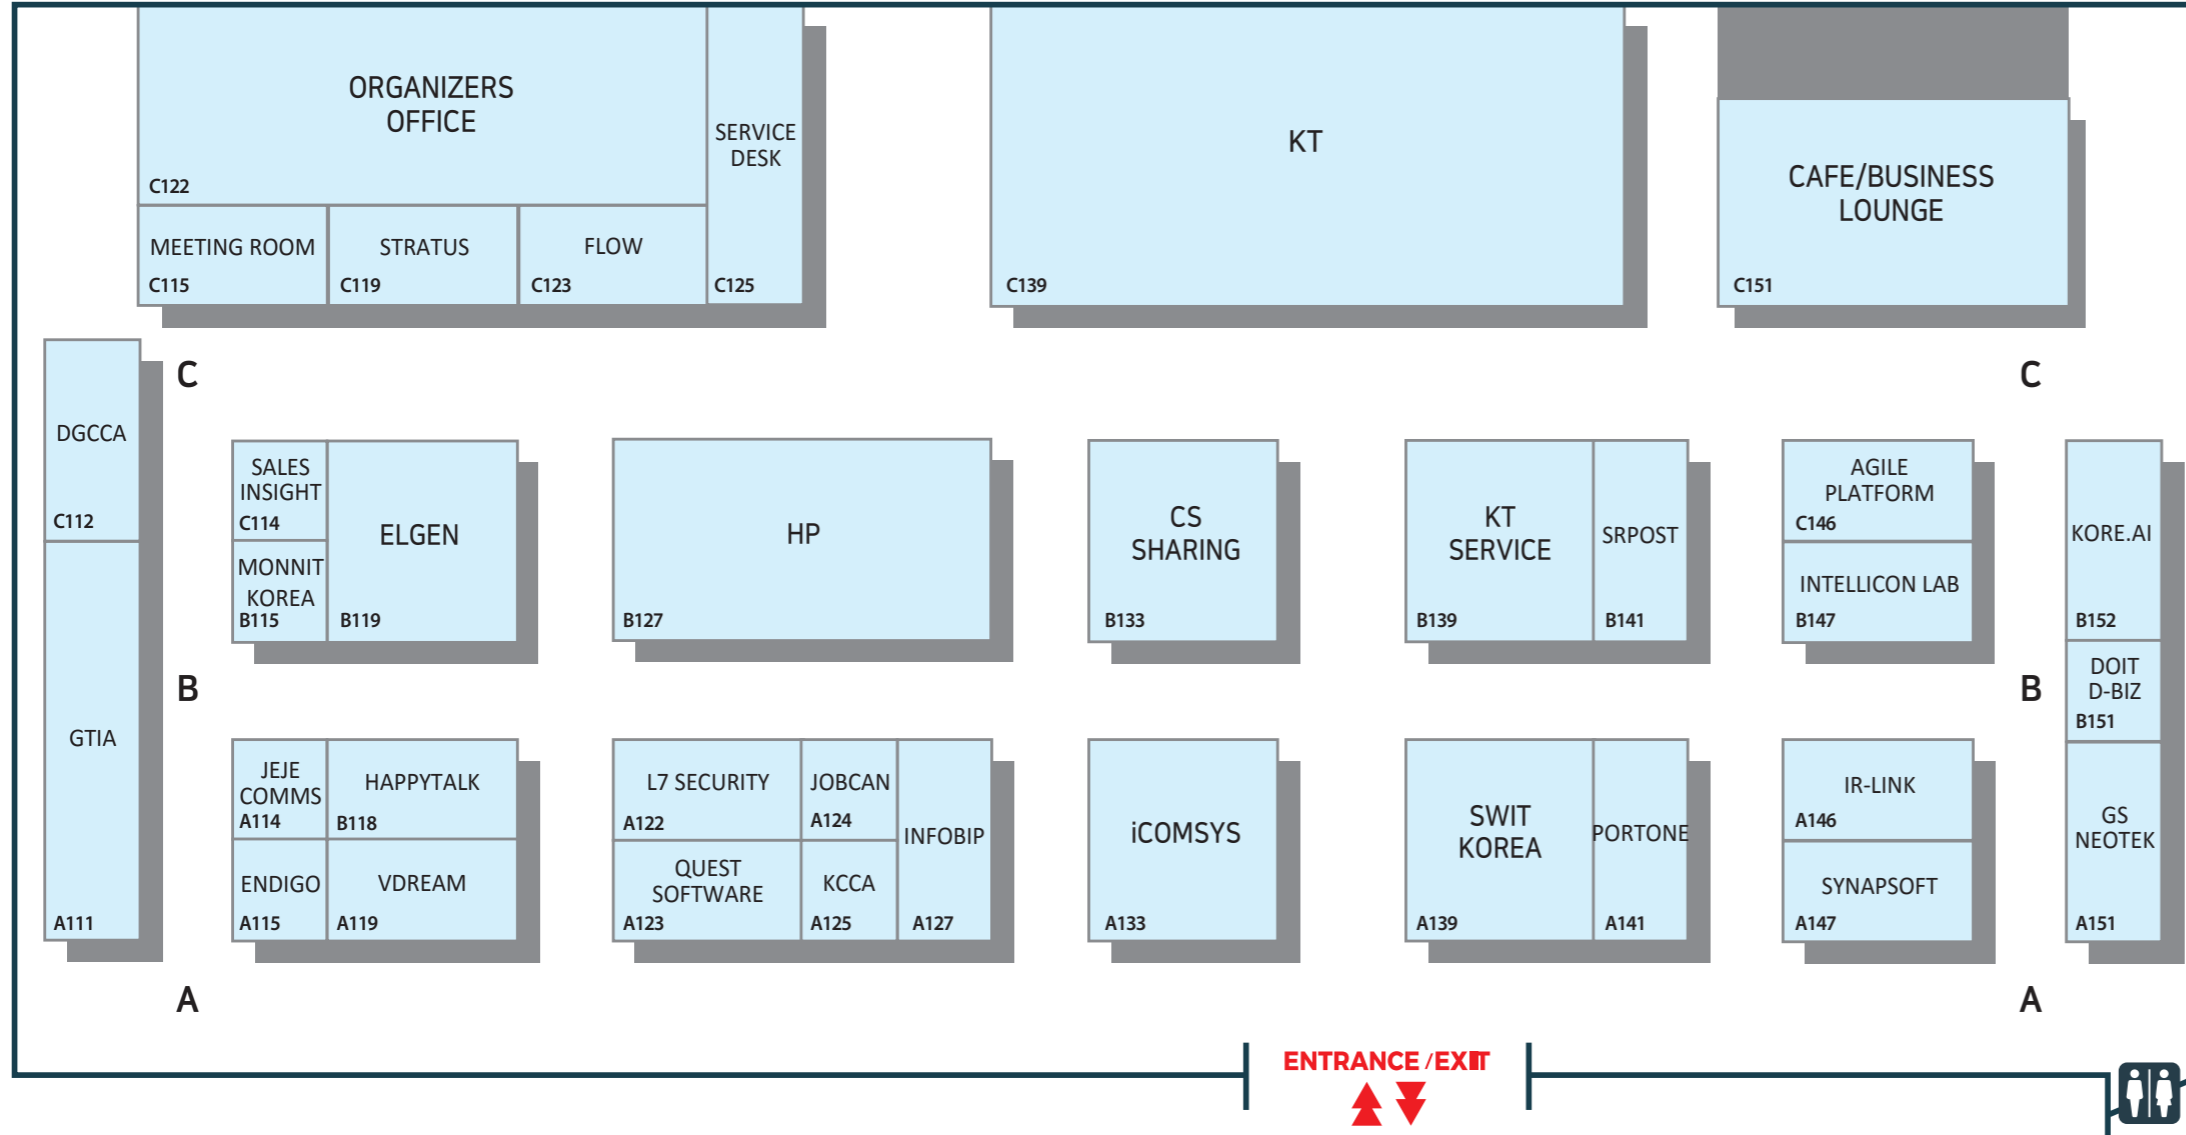 ORGANIZERS
OFFICE
C122
SERVICE
DESK
C125
MEETING ROOM
C115
STRATUS
C119
FLOW
C123
KT
C139
CAFE/BUSINESS
LOUNGE
C151
C
C
DGCCA
C112
GTIA
A111
SALES
INSIGHT
C114
MONNIT
KOREA
B115
ELGEN
B119
HP
B127
CS
SHARING
B133
KT
SERVICE
B139
SRPOST
B141
AGILE
PLATFORM
C146
INTELLICON LAB
B147
KORE.AI
B152
DOIT
D-BIZ
B151
GS
NEOTEK
A151
B
B
JEJE
COMMS
A114
HAPPYTALK
B118
ENDIGO
A115
VDREAM
A119
L7 SECURITY
A122
JOBCAN
A124
INFOBIP
A127
QUEST
SOFTWARE
A123
KCCA
A125
iCOMSYS
A133
SWIT
KOREA
A139
PORTONE
A141
IR-LINK
A146
SYNAPSOFT
A147
A
A
ENTRANCE / EXIT